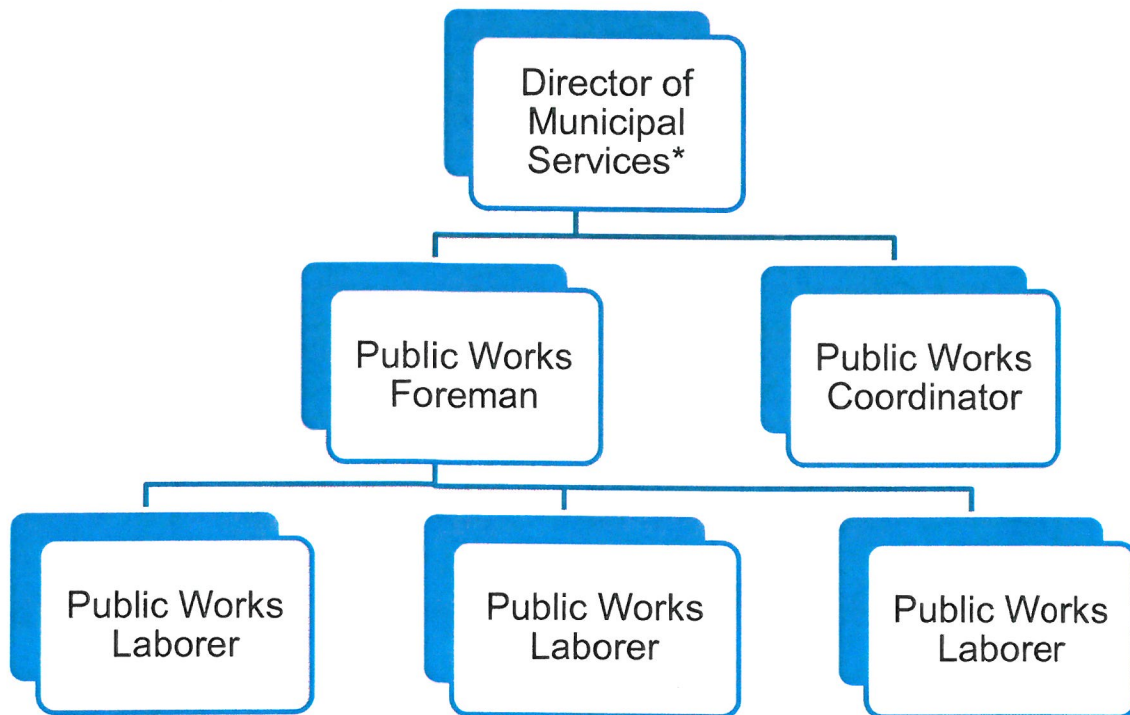 Director of
Municipal
Services*
Public Works
Foreman
Public Works
Coordinator
Public Works
Laborer
Public Works
Laborer
Public Works
Laborer